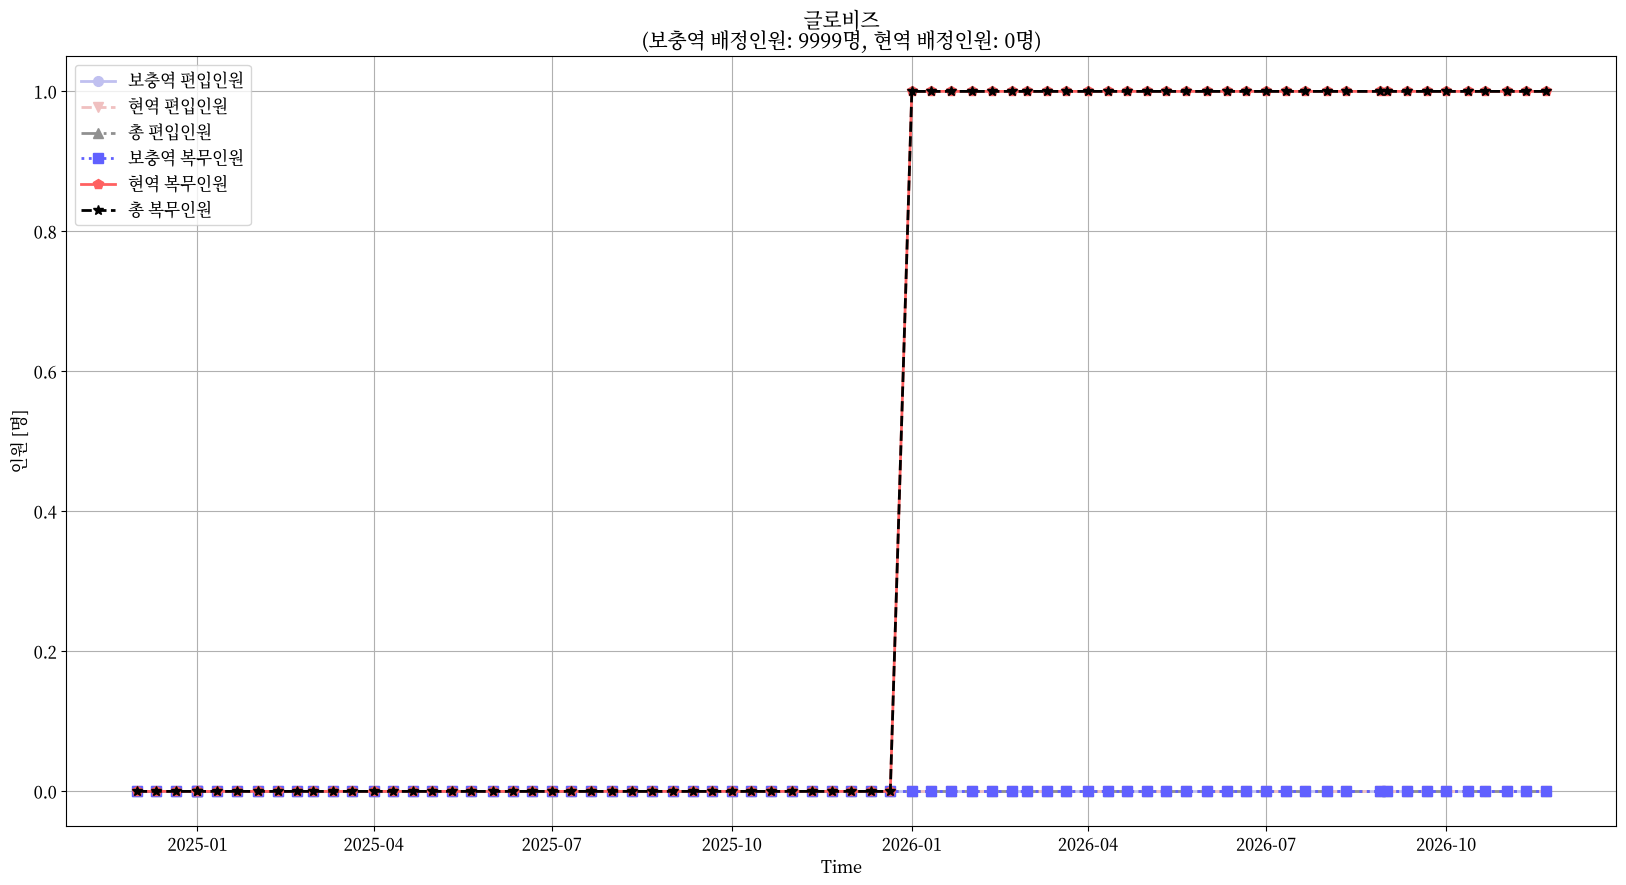 글로비즈
(보충역 배정인원: 9999명, 현역 배정인원: 0명)
보충역 편입인원
현역 편입인원
총 편입인원
보충역 복무인원
현역 복무인원
총 복무인원
인원 [명]
1.0
0.8
0.6
0.4
0.2
0.0
2025-01 2025-04 2025-07 2025-10 2026-01 2026-04 2026-07 2026-10
Time